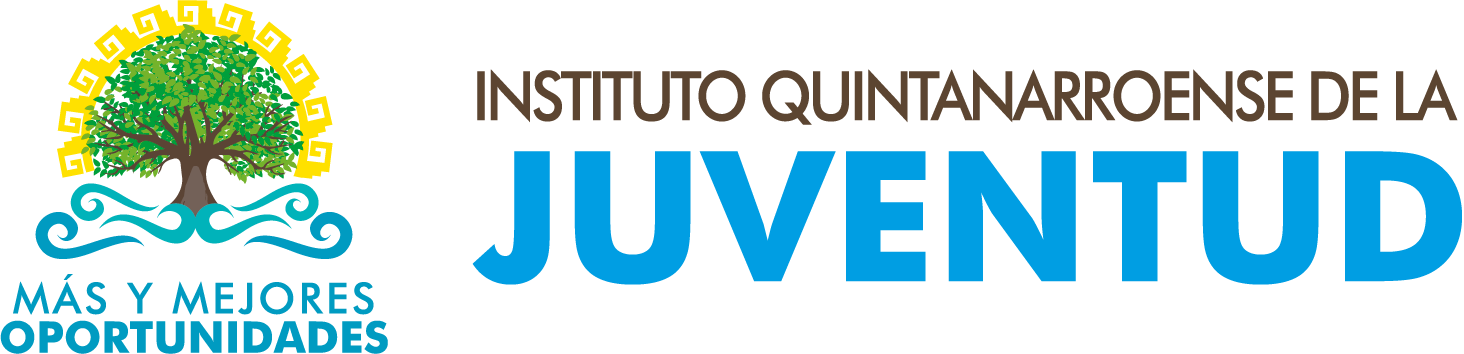 MÁS Y MEJORES
OPORTUNIDADES
INSTITUTO QUINTANARROENSE DE LA
JUVENTUD